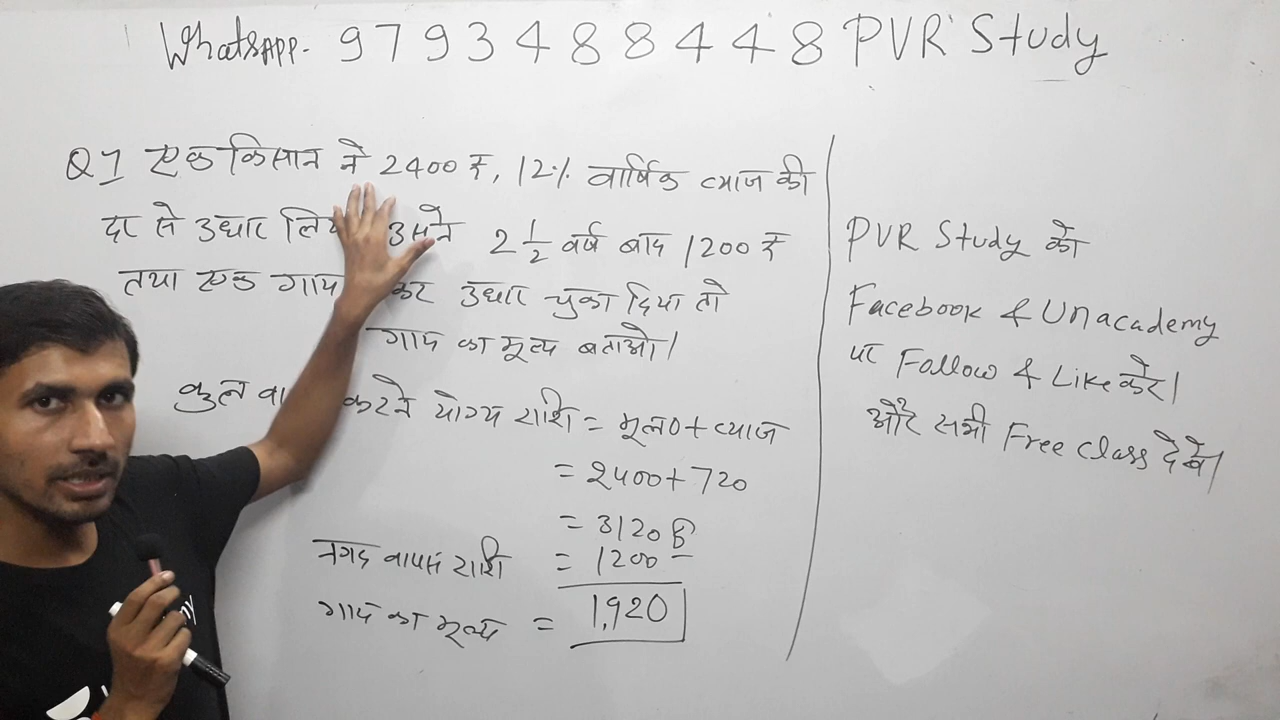 WhatsAPP- 9793488448 PVR Study
Q1 एक किसान ने 2400 ₹, 12% वार्षिक व्याज की
दर से उधार उसने 2 1/2 वर्ष बाद 1200 ₹
तथा एक गाय उधार चुका दिया तो
गाय का मूल्य बताओ।
कुल करने योग्य राशि = मूल0 + व्याज
= 2400 + 720
= 3120 ₹
नगद वापस राशि = 1200
गाय का मूल्य = 1,920
PVR Study को
Facebook & Unacademy
पर Follow & Like करें।
और सभी Free Class देखें।